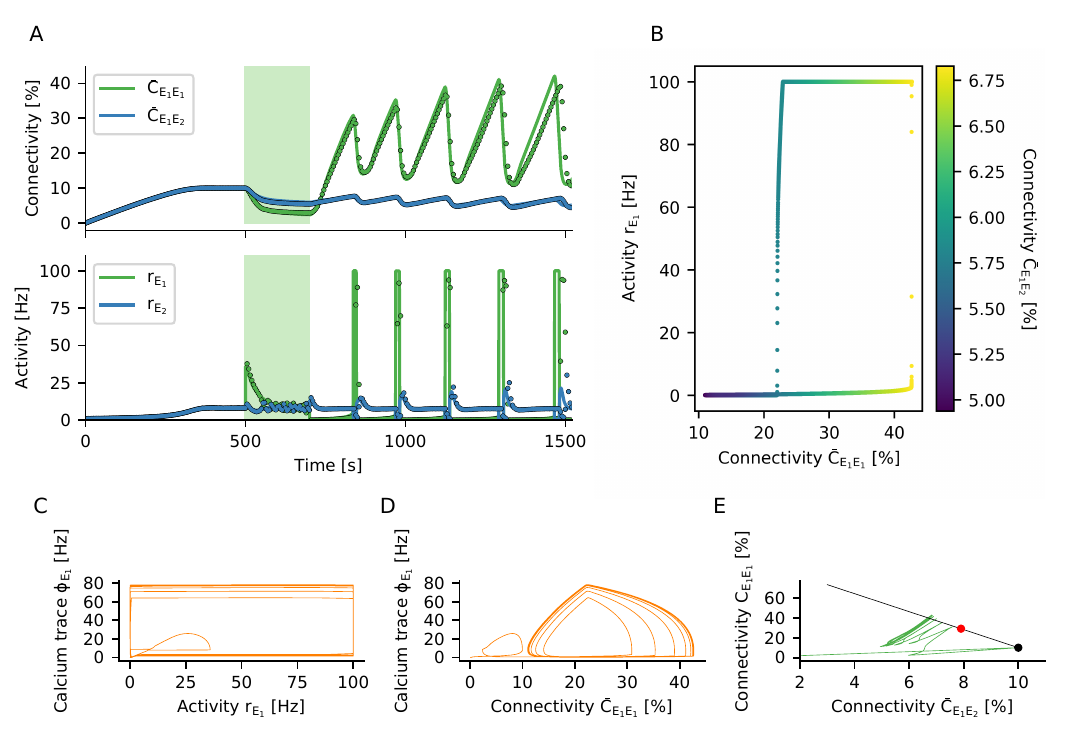 A
B
Connectivity [%]
40
30
20
10
0
C̄E1E1
C̄E1E2
Activity [Hz]
100
75
50
25
0
rE1
rE2
0
500
1000
1500
Time [s]
Activity rE1 [Hz]
100
80
60
40
20
0
10
20
30
40
Connectivity C̄E1E1 [%]
6.75
6.50
6.25
6.00
5.75
5.50
5.25
5.00
Connectivity C̄E1E2 [%]
C
D
E
Calcium trace ϕE1 [Hz]
80
60
40
20
0
0
25
50
75
100
Activity rE1 [Hz]
Calcium trace ϕE1 [Hz]
80
60
40
20
0
0
10
20
30
40
Connectivity C̄E1E1 [%]
Connectivity C̄E1E1 [%]
60
40
20
0
2
4
6
8
10
Connectivity C̄E1E2 [%]